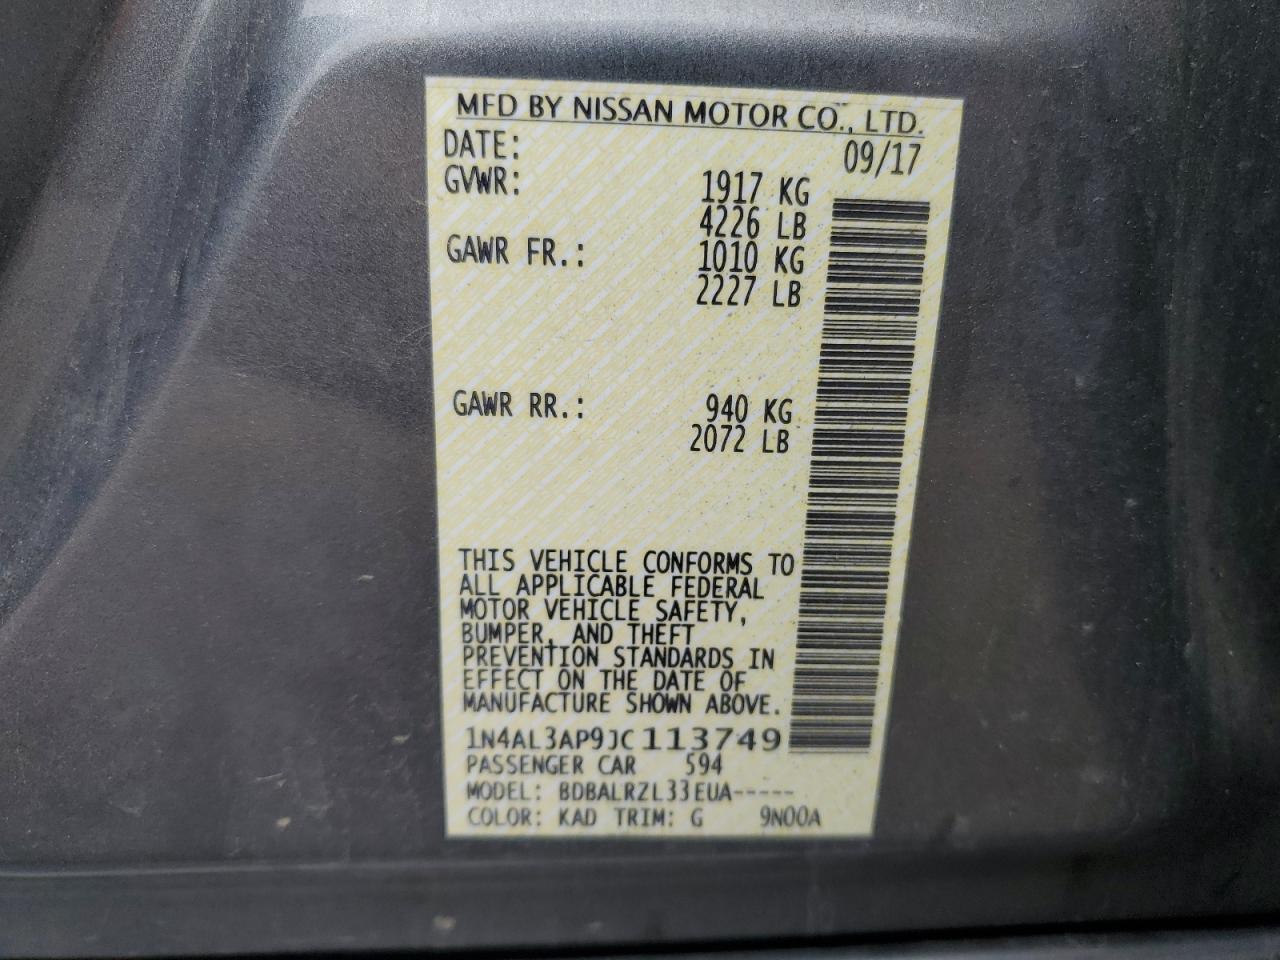 MFD BY NISSAN MOTOR CO., LTD.
DATE: 09/17
GVWR: 1917 KG
4226 LB
GAWR FR.: 1010 KG
2227 LB
GAWR RR.: 940 KG
2072 LB
THIS VEHICLE CONFORMS TO
ALL APPLICABLE FEDERAL
MOTOR VEHICLE SAFETY,
BUMPER, AND THEFT
PREVENTION STANDARDS IN
EFFECT ON THE DATE OF
MANUFACTURE SHOWN ABOVE.
1N4AL3AP9JC113749
PASSENGER CAR 594
MODEL: BDBALRZL33EUA-----
COLOR: KAD TRIM: G 9N00A